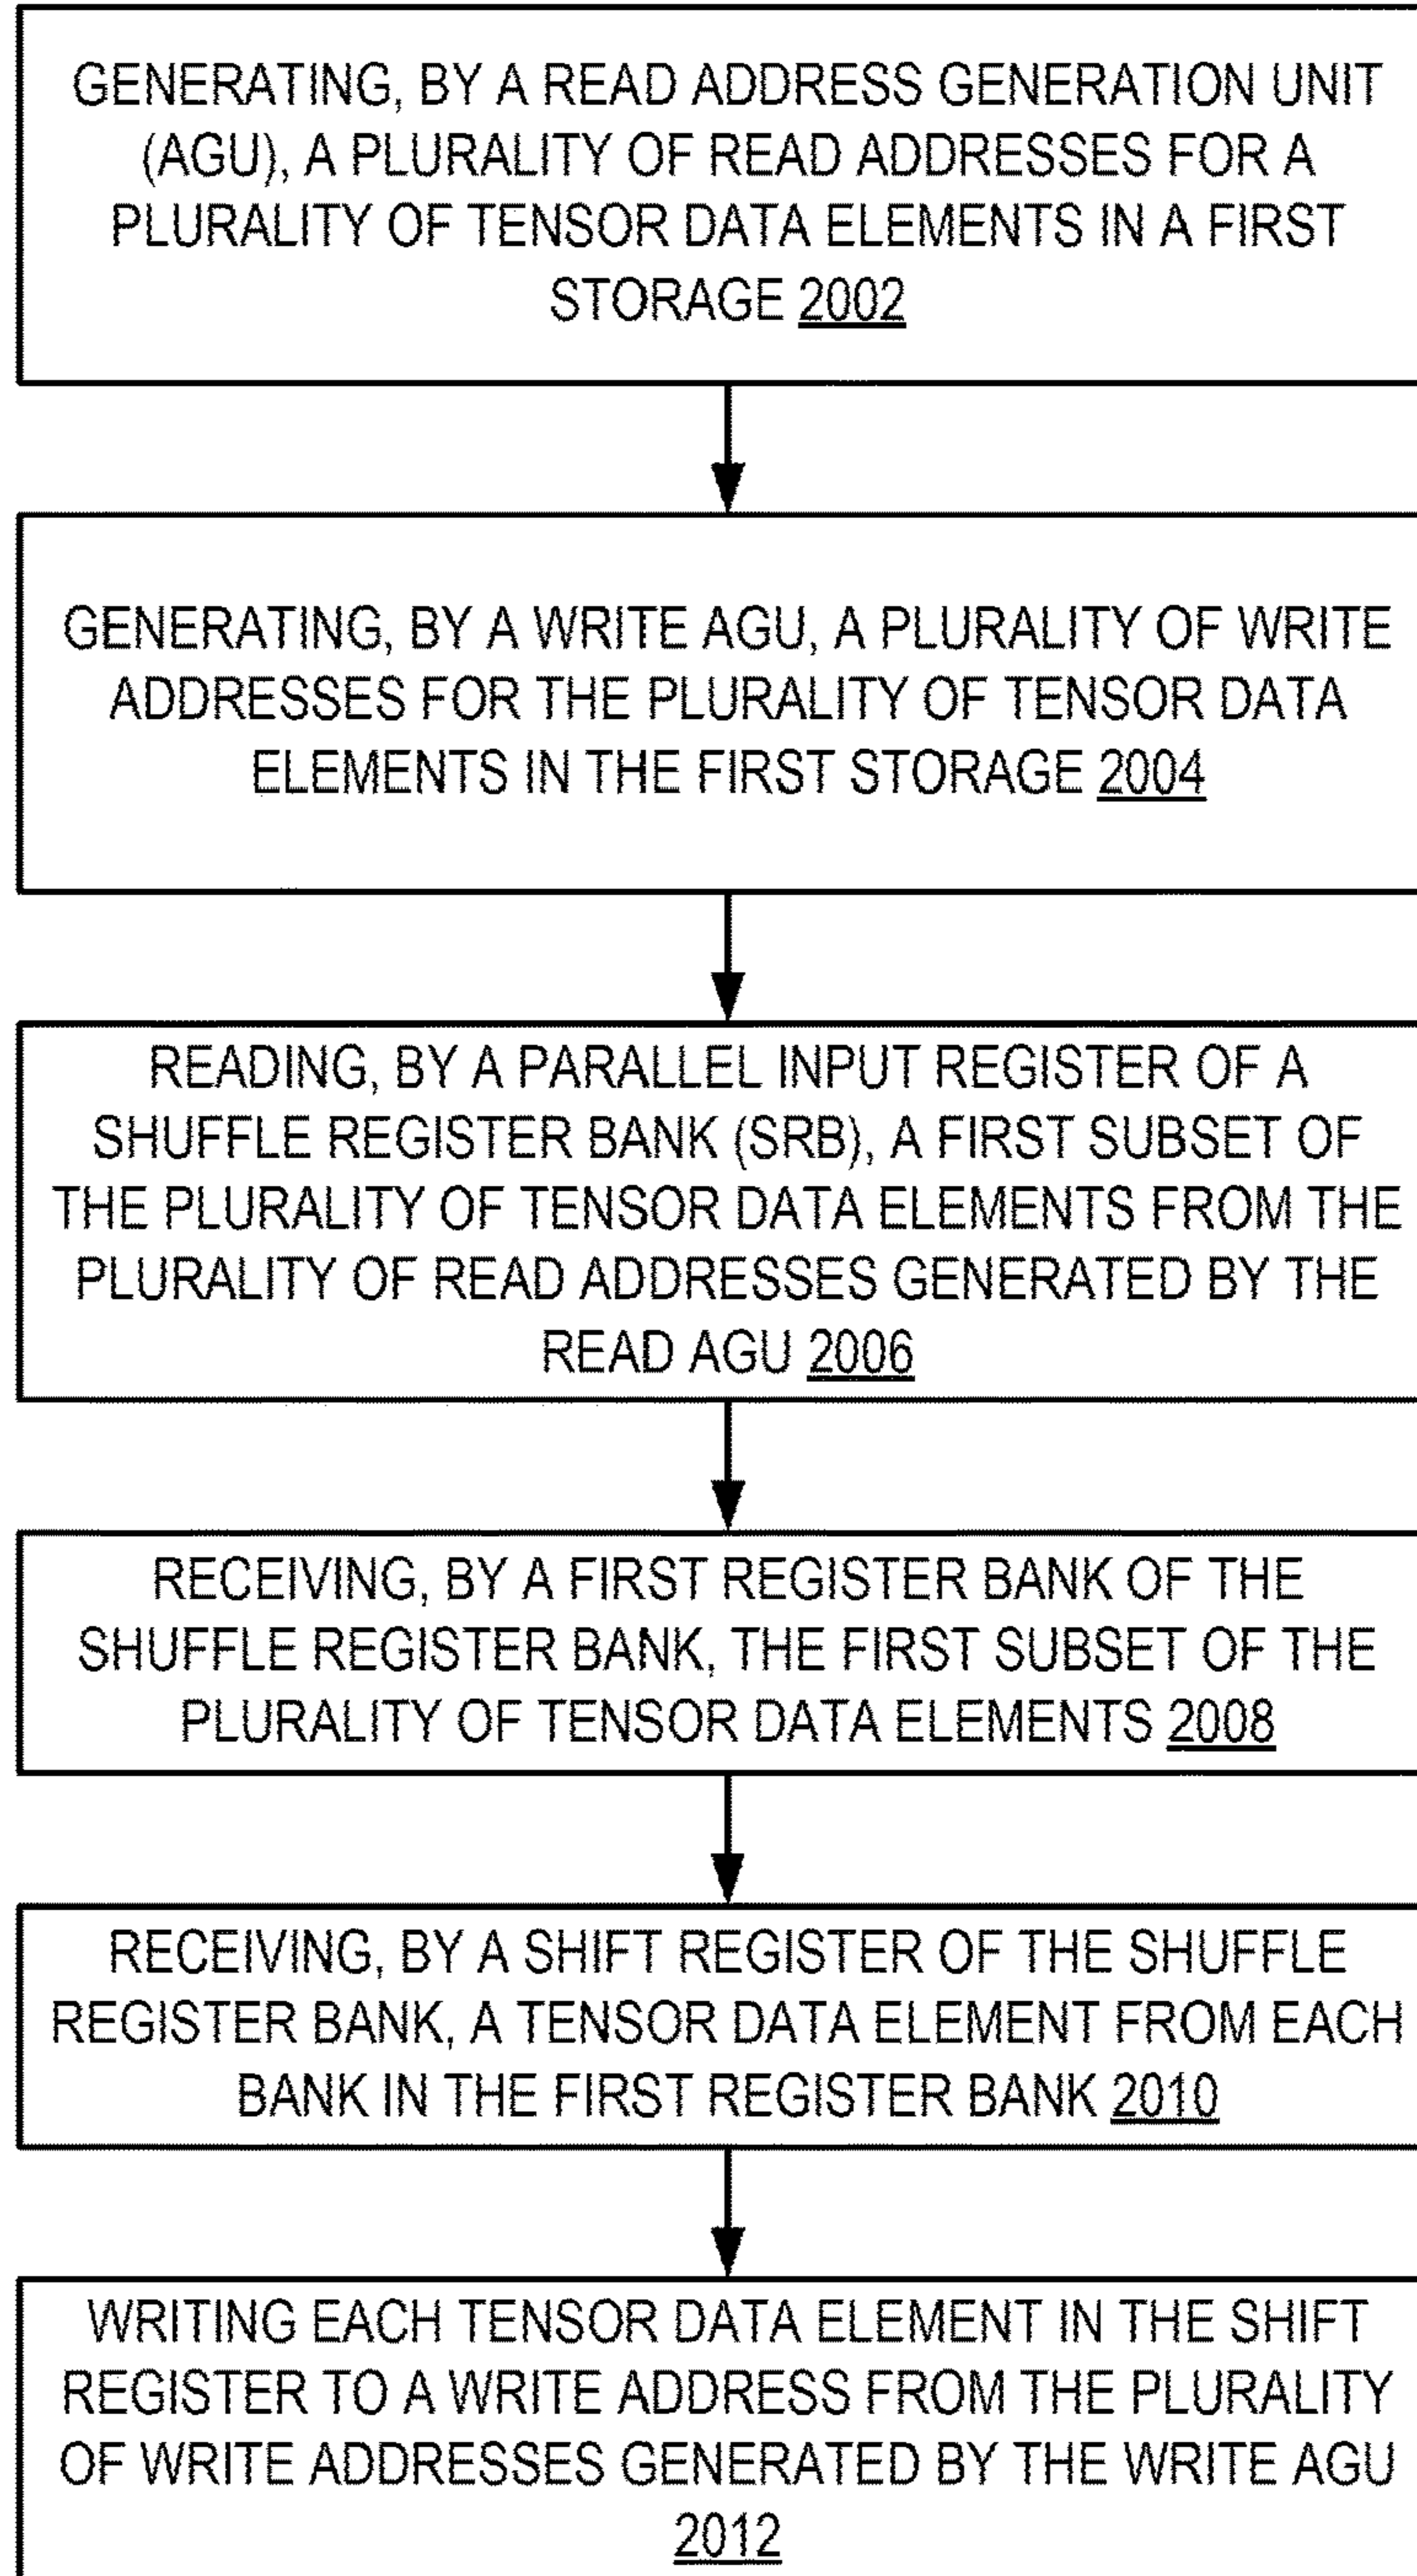 GENERATING, BY A READ ADDRESS GENERATION UNIT
(AGU), A PLURALITY OF READ ADDRESSES FOR A
PLURALITY OF TENSOR DATA ELEMENTS IN A FIRST
STORAGE 2002
GENERATING, BY A WRITE AGU, A PLURALITY OF WRITE
ADDRESSES FOR THE PLURALITY OF TENSOR DATA
ELEMENTS IN THE FIRST STORAGE 2004
READING, BY A PARALLEL INPUT REGISTER OF A
SHUFFLE REGISTER BANK (SRB), A FIRST SUBSET OF
THE PLURALITY OF TENSOR DATA ELEMENTS FROM THE
PLURALITY OF READ ADDRESSES GENERATED BY THE
READ AGU 2006
RECEIVING, BY A FIRST REGISTER BANK OF THE
SHUFFLE REGISTER BANK, THE FIRST SUBSET OF THE
PLURALITY OF TENSOR DATA ELEMENTS 2008
RECEIVING, BY A SHIFT REGISTER OF THE SHUFFLE
REGISTER BANK, A TENSOR DATA ELEMENT FROM EACH
BANK IN THE FIRST REGISTER BANK 2010
WRITING EACH TENSOR DATA ELEMENT IN THE SHIFT
REGISTER TO A WRITE ADDRESS FROM THE PLURALITY
OF WRITE ADDRESSES GENERATED BY THE WRITE AGU
2012